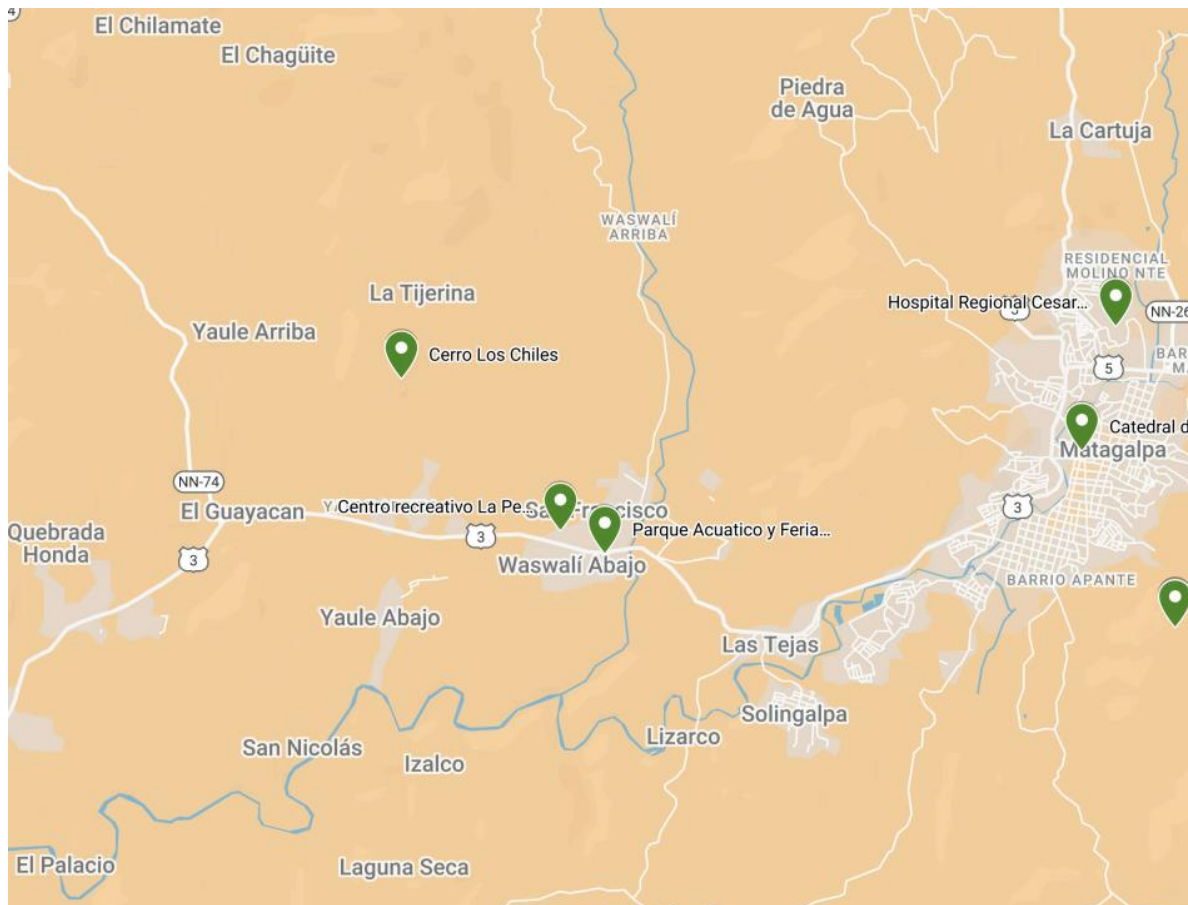 4
El Chilamate
El Chagüite
Piedra
de Agua
La Cartuja
WASWALÍ
ARRIBA
RESIDENCIAL
MOLINO NTE
La Tijerina
Hospital Regional Cesar...
NN-26
Yaule Arriba
Cerro Los Chiles
5
Catedral d
Matagalpa
NN-74
El Guayacan
Centro recreativo La Pe...
3
Parque Acuatico y Feria...
3
Quebrada
Honda
3
Waswalí Abajo
BARRIO APANTE
Yaule Abajo
Las Tejas
Solingalpa
San Nicolás
Izalco
Lizarco
El Palacio
Laguna Seca